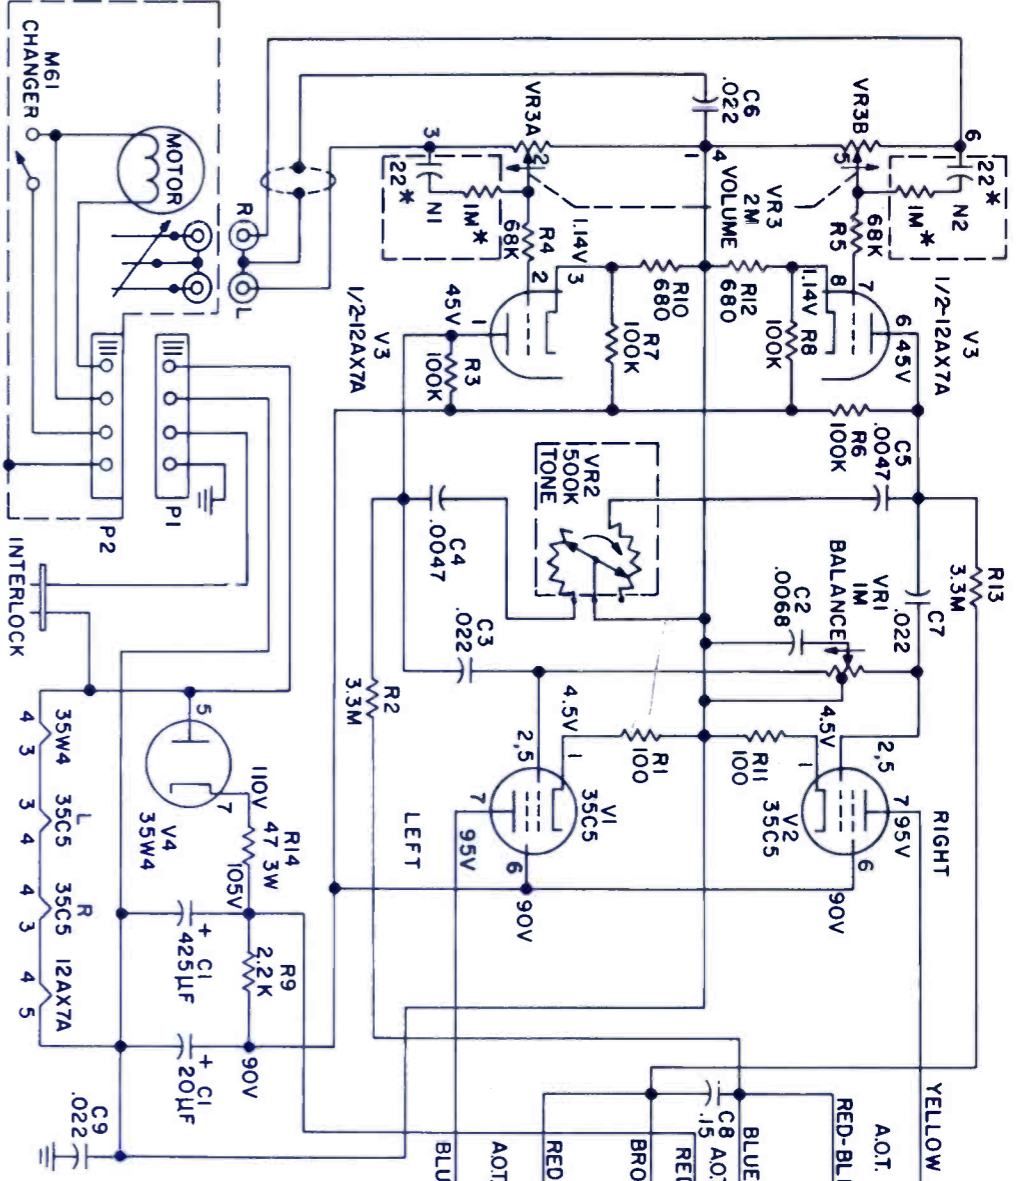 M61
CHANGER
MOTOR
R
L
P1
P2
INTERLOCK
C6
.022
VR3A
2
3
22*
N1
1M*
R4
68K
1.14V
3
2
1
4
VOLUME
VR3
2M
VR3B
5
6
22*
N2
1M*
68K
R5
7
8
1.14V
R10
680
R12
680
V3
1/2-12AX7A
45V
1
R3
100K
R7
100K
R8
100K
V3
1/2-12AX7A
6
45V
R6
100K
C5
.0047
VR2
500K
TONE
C4
.0047
C3
.022
R2
3.3M
C2
.0068
VR1
1M
BALANCE
C7
.022
R13
3.3M
4.5V
1
2,5
R1
100
R11
100
4.5V
1
2,5
V1
35C5
7
95V
6
90V
LEFT
V2
35C5
7
95V
6
90V
RIGHT
5
7
V4
35W4
110V
R14
47 3W
105V
R9
2.2K
90V
+ C1
425µF
+ C1
20µF
C9
.022
35W4
4
3
L
35C5
3
4
R
35C5
4
3
12AX7A
4
5
YELLOW
A.O.T.
RED-BL
BLUE
C8
.15
A.O.T
RE
BRO
RED
A.O.T.
BLU